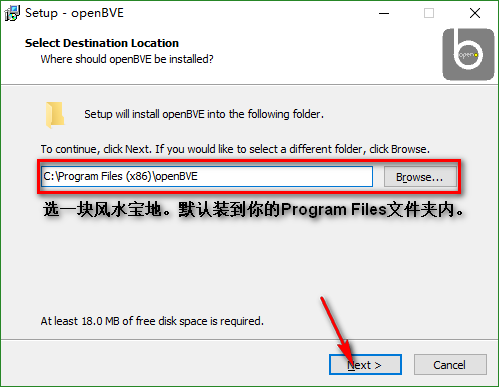 Setup - openBVE
Select Destination Location
Where should openBVE be installed?
open
Setup will install openBVE into the following folder.
To continue, click Next. If you would like to select a different folder, click Browse.
C:\Program Files (x86)\openBVE
Browse...
选一块风水宝地。默认装到你的Program Files文件夹内。
At least 18.0 MB of free disk space is required.
Next >
Cancel